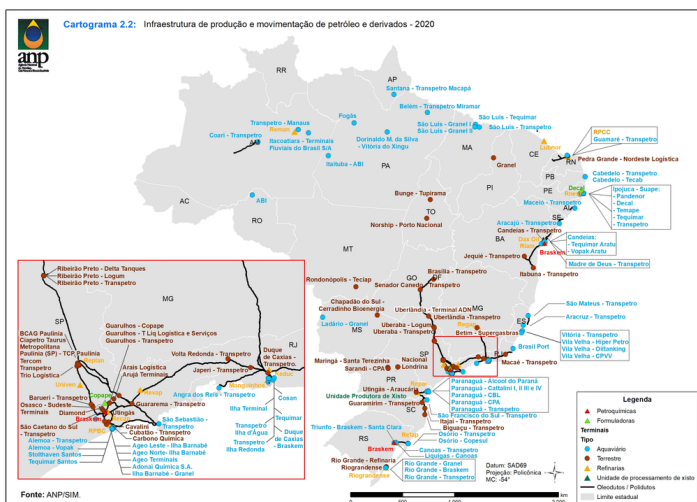 Cartograma 2.2: Infraestrutura de produção e movimentação de petróleo e derivados - 2020
anp
RR
AP
Santana - Transpetro Macapá
Belém - Transpetro Miramar
Fogás
Transpetro - Manaus
Reman
Coari - Transpetro
AM
Itacoatiara - Terminais
Fluviais do Brasil S/A
Dorinaldo M. da Silva
- Vitória do Xingu
Itaituba - ABI
São Luís - Tequimar
São Luís - Granel I
São Luís - Granel II
São Luís - Transpetro
MA
Granel
PA
CE
Lubnor
RPCC
Guamaré - Transpetro
RN
Pedra Grande - Nordeste Logística
PB
PE
Cabedelo - Transpetro
Cabedelo - Tecab
Decal
Ipojuca - Suape:
- Pandenor
- Decal
- Temape
- Tequimar
- Transpetro
PI
AC
ABI
RO
Bunge - Tupirama
TO
Norship - Porto Nacional
Maceió - Transpetro
AL
SE
Aracajú - Transpetro
Candeias - Transpetro
BA
Dax Oil
Rlam
Braskem
Candeias:
- Tequimar Aratu
- Vopak Aratu
Madre de Deus - Transpetro
Jequié - Transpetro
Itabuna - Transpetro
MT
Brasília - Transpetro
GO
DF
Senador Canedo - Transpetro
Rondonópolis - Teclap
Chapadão do Sul -
Cerradinho Bioenergia
Ladário - Granel
MS
Uberlândia - Terminal ADN
Uberlândia - Transpetro
Uberaba - Logum
Uberaba - Transpetro
MG
Regap
Betim - Supergasbras
São Mateus - Transpetro
ES
Aracruz - Transpetro
Brasil Port
Vitória - Transpetro
Vila Velha - Hiper Petro
Vila Velha - Oiltanking
Vila Velha - CPVV
SP
RJ
Macaé - Transpetro
Maringá - Santa Terezinha
Sarandi - CPA
Nacional
Londrina
PR
Repar
Utingás - Araucária
Unidade Produtora de Xisto
Guaramirim - Transpetro
SC
Paranaguá - Álcool do Paraná
Paranaguá - Cattalini I, II III e IV
Paranaguá - CBL
Paranaguá - CPA
Paranaguá - Transpetro
São Francisco do Sul - Transpetro
Itajaí - Transpetro
Biguaçu - Transpetro
Triunfo - Braskem - Santa Clara
RS
Braskem
Refap
Osório - Transpetro
Osório - Copesul
Canoas - Transpetro
Liquigás - Canoas
Rio Grande - Refinaria
Riograndense
Riograndense
Rio Grande - Granel
Rio Grande - Braskem
Rio Grande - Transpetro
Ribeirão Preto - Delta Tanques
Ribeirão Preto - Logum
Ribeirão Preto - Transpetro
MG
SP
BCAG Paulínia
Ciapetro Taurus
Metropolitana
Paulínia (SP) - TCP Paulínia
Tercom
Transpetro
Trio Logística
Guarulhos - Copape
Guarulhos - T Liq Logística e Serviços
Guarulhos - Transpetro
RJ
Volta Redonda - Transpetro
Duque
de Caxias -
Transpetro
Replan
Arais Logística
Arujá Terminais
Japeri - Transpetro
Reduc
Manguinhos
Univen
Revap
Angra dos Reis - Transpetro
Copape
Barueri - Transpetro
Osasco - Sudeste
Terminais
Diamond
Braskem
Utingás
Guararema - Transpetro
Cosan
Ilha Terminal
Tequimar
Transpetro
Ilha d'Água
Duque
de Caxias
- Braskem
Transpetro
Ilha Redonda
São Caetano do Sul
- Transpetro
RPBC
Cavalini
Cubatão - Transpetro
Carbono Química
São Sebastião -
Transpetro
Alemoa - Transpetro
Alemoa - Vopak
Stolthaven Santos
Tequimar Santos
Ageo Leste - Ilha Barnabé
Ageo Norte- Ilha Barnabé
Ageo Terminais
Adonai Química S.A.
Ilha Barnabé - Granel
Legenda
Petroquímicas
Formuladoras
Terminais
Tipo
Aquaviário
Terrestre
Refinarias
Unidade de processamento de xisto
Oleodutos / Polidutos
Unidade federativa
Datum: SAD69
Projeção: Policônica
MC: -54°
Fonte: ANP/SIM.